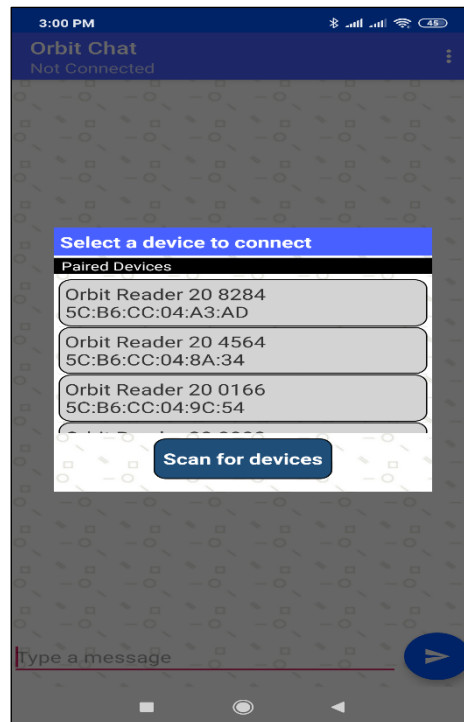 3:00 PM
45
Orbit Chat
Not Connected
Select a device to connect
Paired Devices
Orbit Reader 20 8284
5C:B6:CC:04:A3:AD
Orbit Reader 20 4564
5C:B6:CC:04:8A:34
Orbit Reader 20 0166
5C:B6:CC:04:9C:54
Scan for devices
Type a message